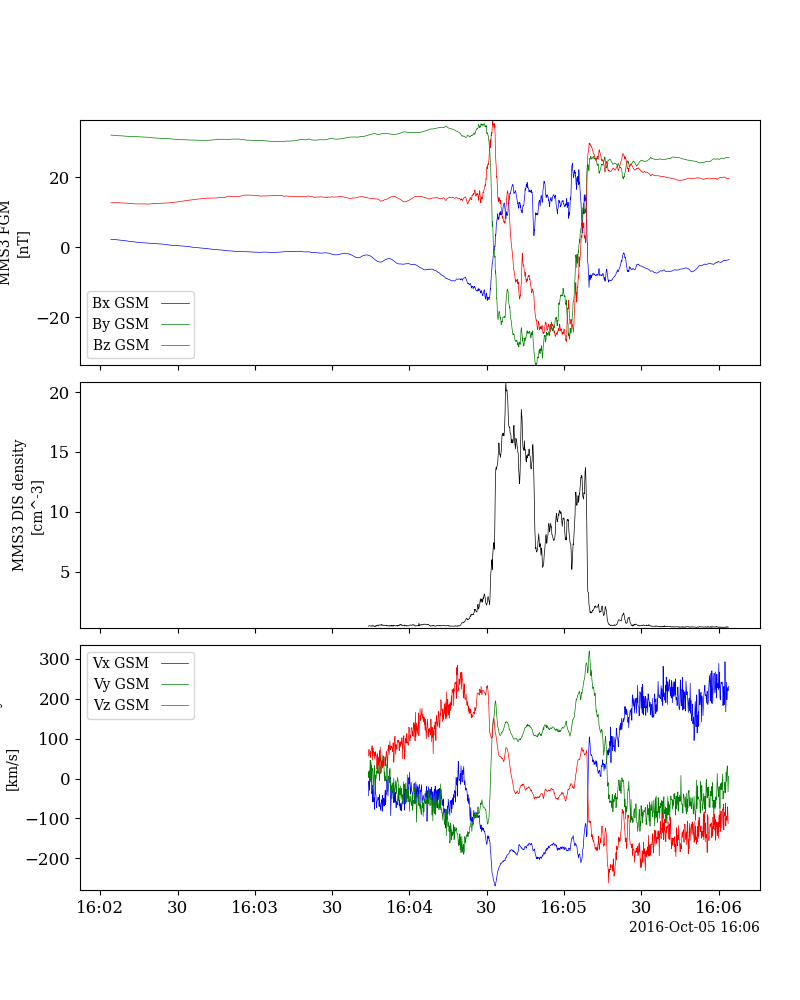 MMS3 FGM
[nT]
20
0
−20
Bx GSM
By GSM
Bz GSM
MMS3 DIS density
[cm^-3]
20
15
10
5
[km/s]
300
200
100
0
−100
−200
Vx GSM
Vy GSM
Vz GSM
16:02
30
16:03
30
16:04
30
16:05
30
16:06
2016-Oct-05 16:06